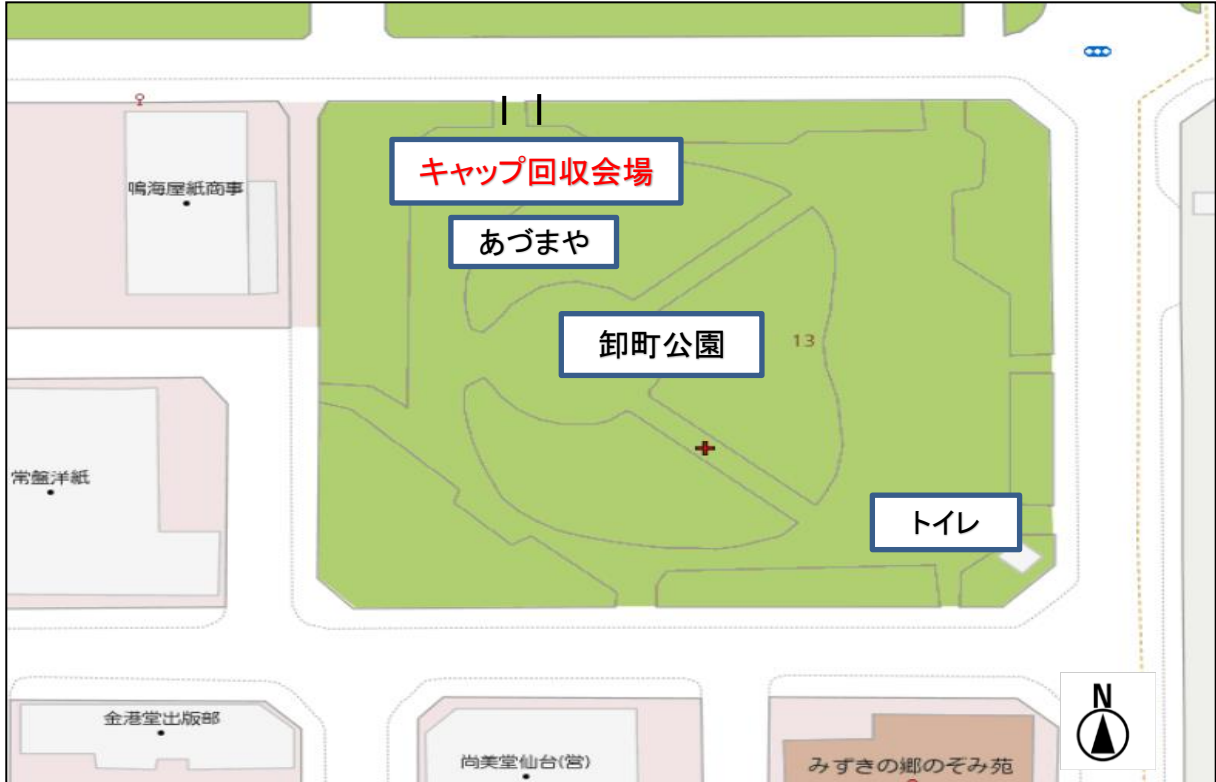 キャップ回収会場
鳴海屋紙商事
あづまや
卸町公園
13
常盤洋紙
トイレ
N
金港堂出版部
尚美堂仙台(営)
みずきの郷のぞみ苑